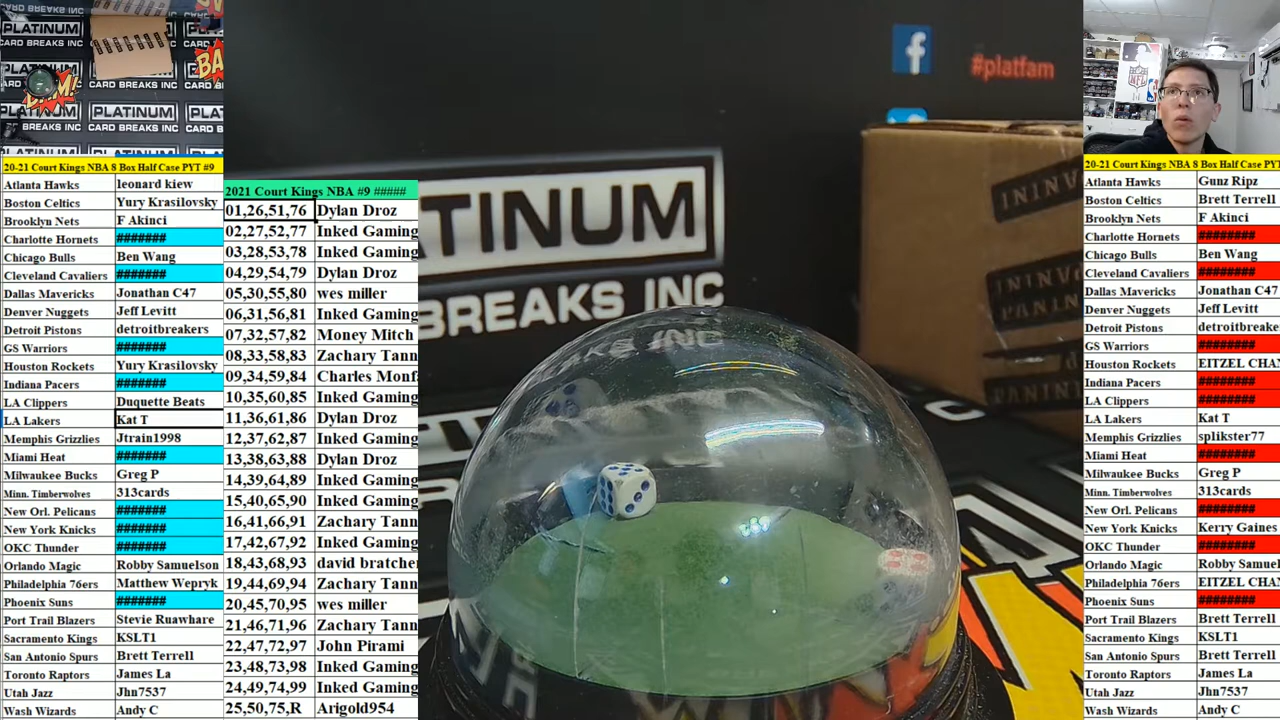 PLATINUM
CARD BREAKS INC
BAM!
20-21 Court Kings NBA 8 Box Half Case PYT #9
Atlanta Hawks leonard kiew
Boston Celtics Yury Krasilovsky
Brooklyn Nets F Akinci
Charlotte Hornets #######
Chicago Bulls Ben Wang
Cleveland Cavaliers #######
Dallas Mavericks Jonathan C47
Denver Nuggets Jeff Levitt
Detroit Pistons detroitbreakers
GS Warriors #######
Houston Rockets Yury Krasilovsky
Indiana Pacers #######
LA Clippers Duquette Beats
LA Lakers Kat T
Memphis Grizzlies Jtrain1998
Miami Heat #######
Milwaukee Bucks Greg P
Minn. Timberwolves 313cards
New Orl. Pelicans #######
New York Knicks #######
OKC Thunder #######
Orlando Magic Robby Samuelson
Philadelphia 76ers Matthew Wepryk
Phoenix Suns #######
Port Trail Blazers Stevie Ruawhare
Sacramento Kings KSLT1
San Antonio Spurs Brett Terrell
Toronto Raptors James La
Utah Jazz Jhn7537
Wash Wizards Andy C
2021 Court Kings NBA #9 #####
01,26,51,76 Dylan Droz
02,27,52,77 Inked Gaming
03,28,53,78 Inked Gaming
04,29,54,79 Dylan Droz
05,30,55,80 wes miller
06,31,56,81 Inked Gaming
07,32,57,82 Money Mitch
08,33,58,83 Zachary Tann
09,34,59,84 Charles Monfa
10,35,60,85 Inked Gaming
11,36,61,86 Dylan Droz
12,37,62,87 Inked Gaming
13,38,63,88 Dylan Droz
14,39,64,89 Inked Gaming
15,40,65,90 Inked Gaming
16,41,66,91 Zachary Tann
17,42,67,92 Inked Gaming
18,43,68,93 david bratcher
19,44,69,94 Zachary Tann
20,45,70,95 wes miller
21,46,71,96 Zachary Tann
22,47,72,97 John Pirami
23,48,73,98 Inked Gaming
24,49,74,99 Inked Gaming
25,50,75,R Arigold954
#platfam
ATINUM
BREAKS INC
20-21 Court Kings NBA 8 Box Half Case PYT
Atlanta Hawks Gunz Ripz
Boston Celtics Brett Terrell
Brooklyn Nets F Akinci
Charlotte Hornets ########
Chicago Bulls Ben Wang
Cleveland Cavaliers ########
Dallas Mavericks Jonathan C47
Denver Nuggets Jeff Levitt
Detroit Pistons detroitbreake
GS Warriors ########
Houston Rockets EITZEL CHA
Indiana Pacers ########
LA Clippers ########
LA Lakers Kat T
Memphis Grizzlies splikster77
Miami Heat ########
Milwaukee Bucks Greg P
Minn. Timberwolves 313cards
New Orl. Pelicans ########
New York Knicks Kerry Gaines
OKC Thunder ########
Orlando Magic Robby Samuel
Philadelphia 76ers EITZEL CHA
Phoenix Suns ########
Port Trail Blazers Brett Terrell
Sacramento Kings KSLT1
San Antonio Spurs Brett Terrell
Toronto Raptors James La
Utah Jazz Jhn7537
Wash Wizards Andy C